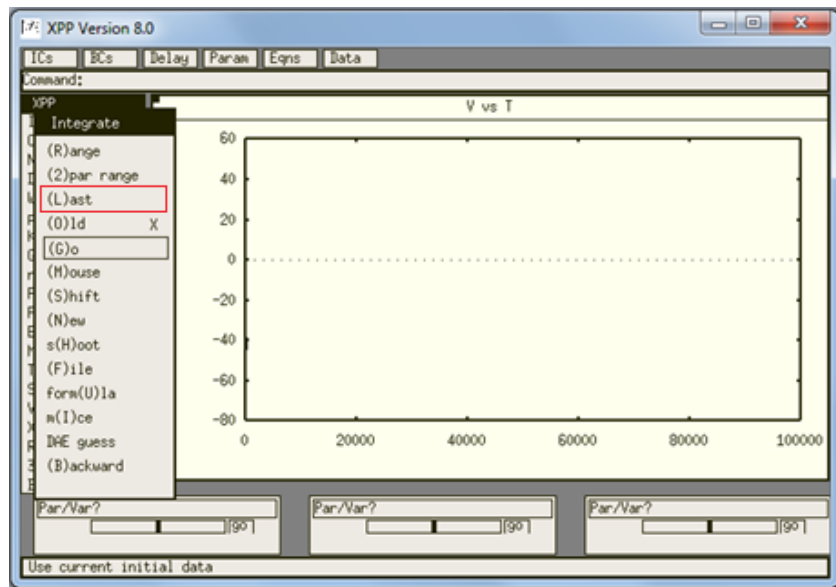 XPP Version 8.0
ICs BCs Delay Param Eqns Data
Command:
XPP
V vs T
Integrate
(R)ange
(2)par range
(L)ast
(O)ld X
(G)o
(M)ouse
(S)hift
(N)ew
s(H)oot
(F)ile
form(U)la
m(I)ce
DAE guess
(B)ackward
60
40
20
0
-20
-40
-60
-80
0 20000 40000 60000 80000 100000
Par/Var? Par/Var? Par/Var?
go go go
Use current initial data